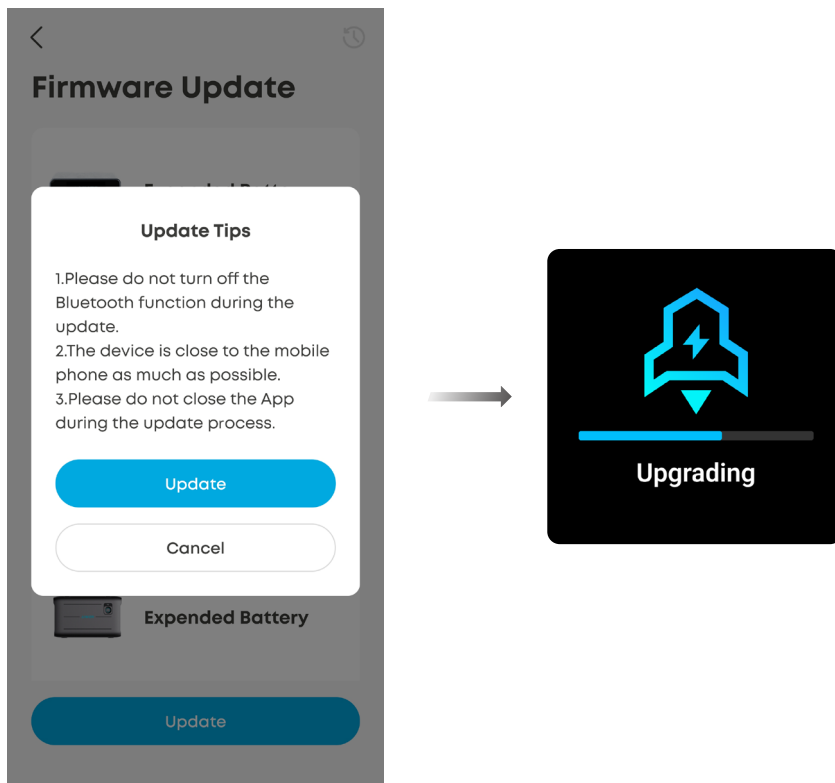 Firmware Update
Update Tips
1.Please do not turn off the
Bluetooth function during the
update.
2.The device is close to the mobile
phone as much as possible.
3.Please do not close the App
during the update process.
Update
Cancel
Expended Battery
Update
Upgrading